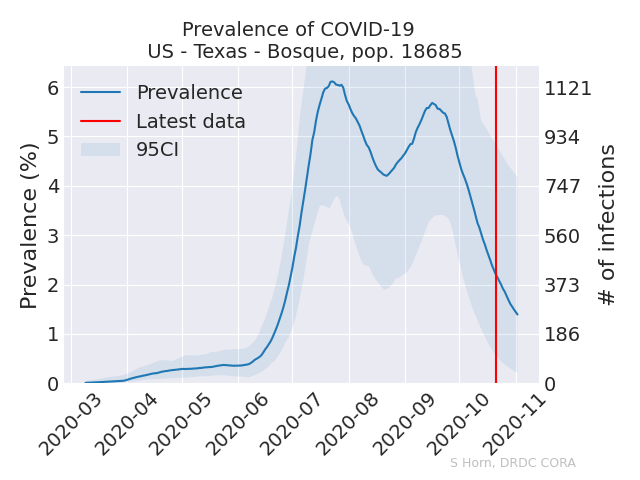 Prevalence of COVID-19
US - Texas - Bosque, pop. 18685
Prevalence
Latest data
95CI
Prevalence (%)
6
5
4
3
2
1
0
1121
934
747
560
373
186
0
# of infections
2020-03
2020-04
2020-05
2020-06
2020-07
2020-08
2020-09
2020-10
2020-11
S Horn, DRDC CORA